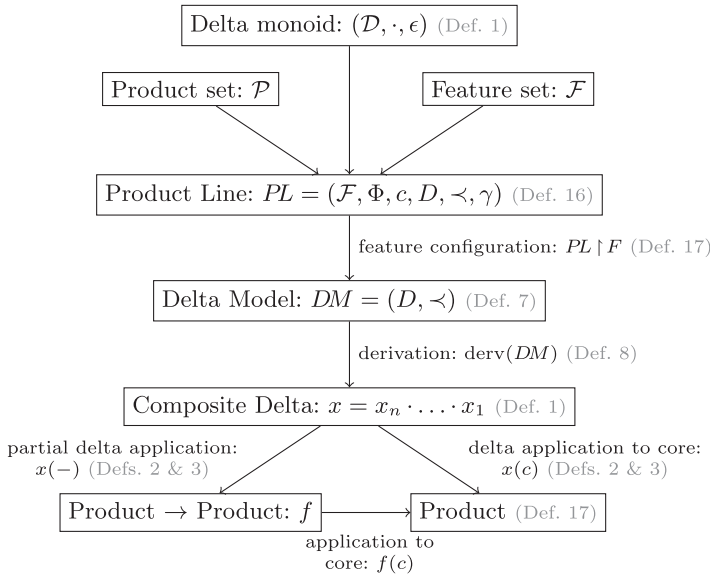 Delta monoid: (𝒟, ·, ϵ) (Def. 1)
Product set: 𝒫
Feature set: ℱ
Product Line: PL = (ℱ, Φ, c, D, ≺, γ) (Def. 16)
feature configuration: PL ↾ F (Def. 17)
Delta Model: DM = (D, ≺) (Def. 7)
derivation: derv(DM) (Def. 8)
Composite Delta: x = xₙ · … · x₁ (Def. 1)
partial delta application:
x(−) (Defs. 2 & 3)
delta application to core:
x(c) (Defs. 2 & 3)
Product → Product: f
Product (Def. 17)
application to
core: f(c)